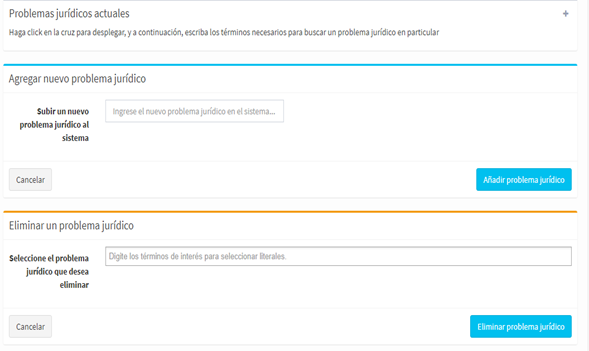 Problemas jurídicos actuales
+
Haga click en la cruz para desplegar, y a continuación, escriba los términos necesarios para buscar un problema jurídico en particular
Agregar nuevo problema jurídico
Subir un nuevo
problema jurídico al
sistema
Ingrese el nuevo problema jurídico en el sistema...
Cancelar
Añadir problema jurídico
Eliminar un problema jurídico
Seleccione el problema
jurídico que desea
eliminar
Digite los términos de interés para seleccionar literales.
Cancelar
Eliminar problema jurídico